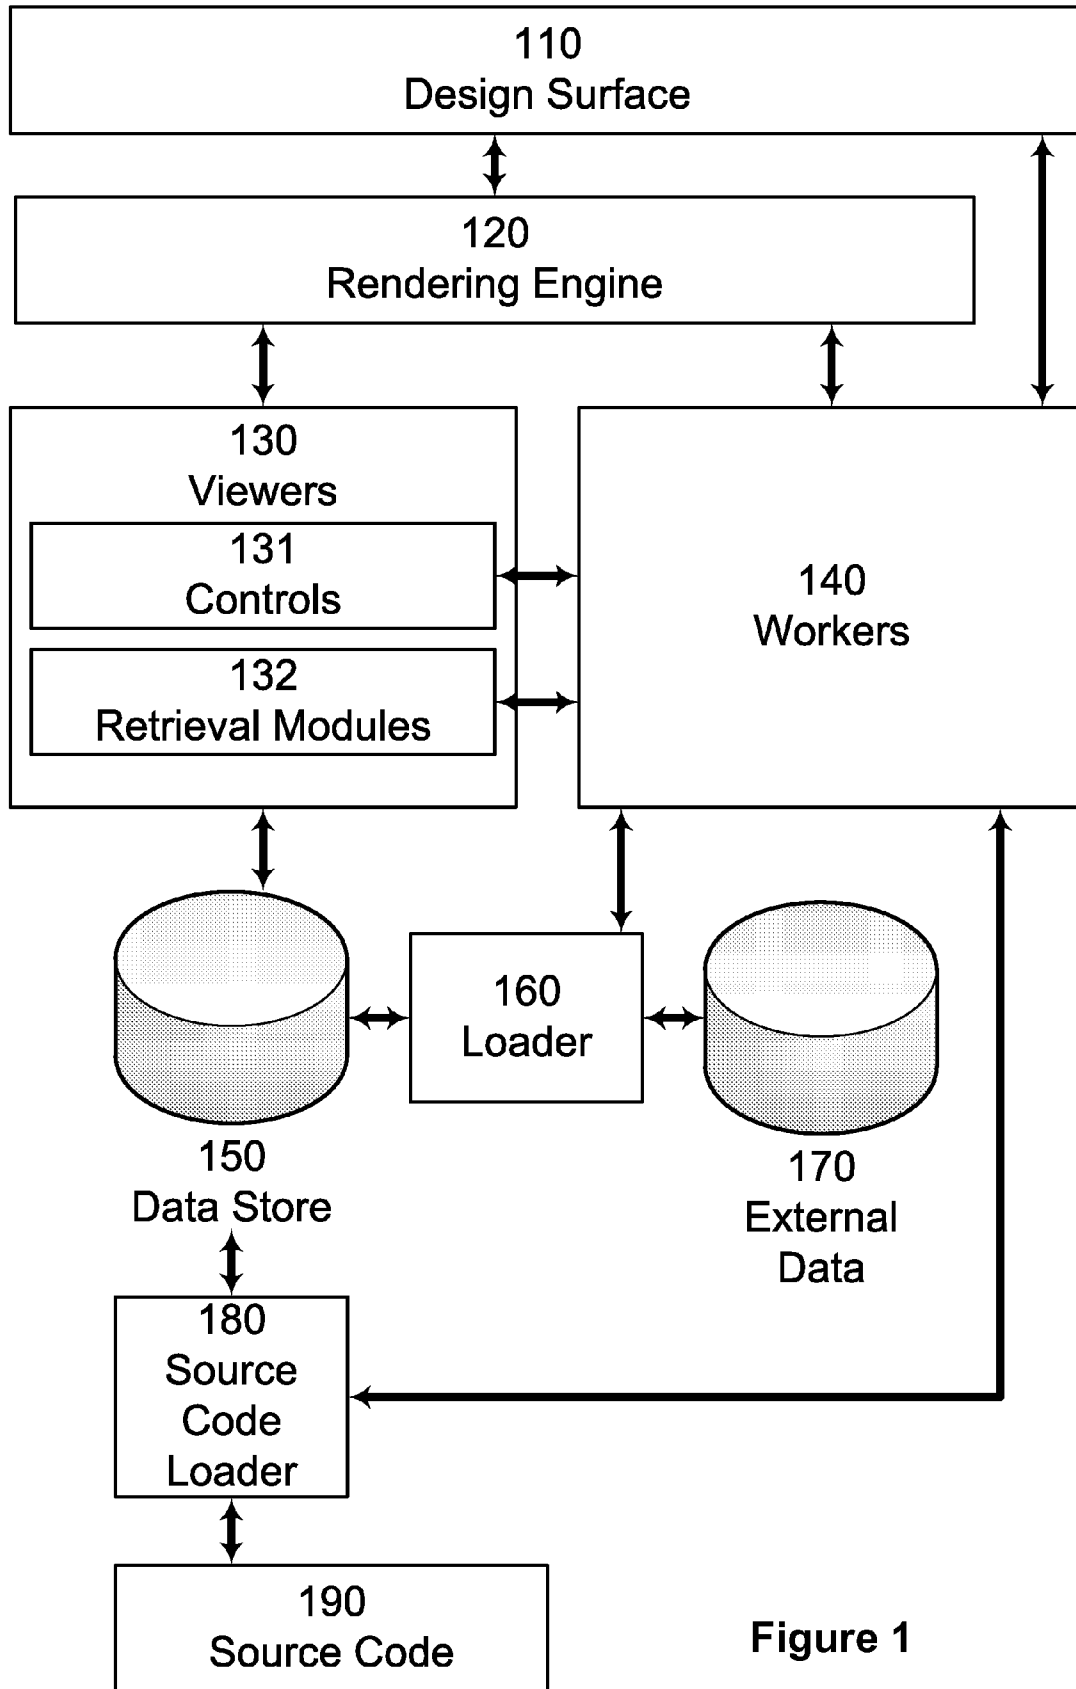 110
Design Surface
120
Rendering Engine
130
Viewers
131
Controls
132
Retrieval Modules
140
Workers
150
Data Store
160
Loader
170
External
Data
180
Source
Code
Loader
190
Source Code
Figure 1